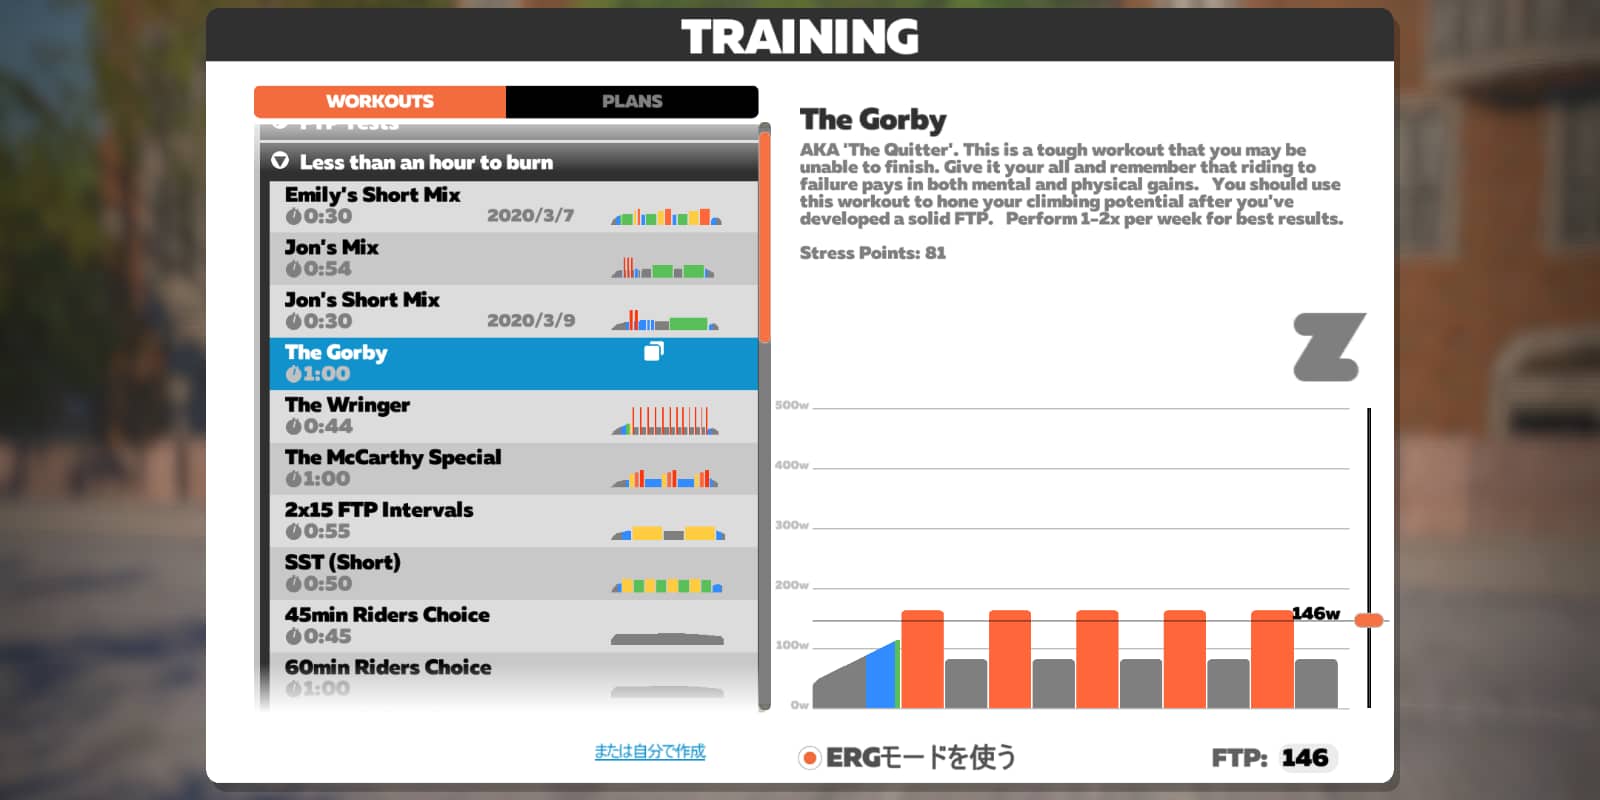 TRAINING
WORKOUTS
PLANS
FTP Tests
Less than an hour to burn
Emily's Short Mix
0:30
2020/3/7
Jon's Mix
0:54
Jon's Short Mix
0:30
2020/3/9
The Gorby
1:00
The Wringer
0:44
The McCarthy Special
1:00
2x15 FTP Intervals
0:55
SST (Short)
0:50
45min Riders Choice
0:45
60min Riders Choice
1:00
または自分で作成
The Gorby
AKA 'The Quitter'. This is a tough workout that you may be
unable to finish. Give it your all and remember that riding to
failure pays in both mental and physical gains. You should use
this workout to hone your climbing potential after you've
developed a solid FTP. Perform 1-2x per week for best results.
Stress Points: 81
500w
400w
300w
200w
146w
100w
0w
ERGモードを使う
FTP: 146